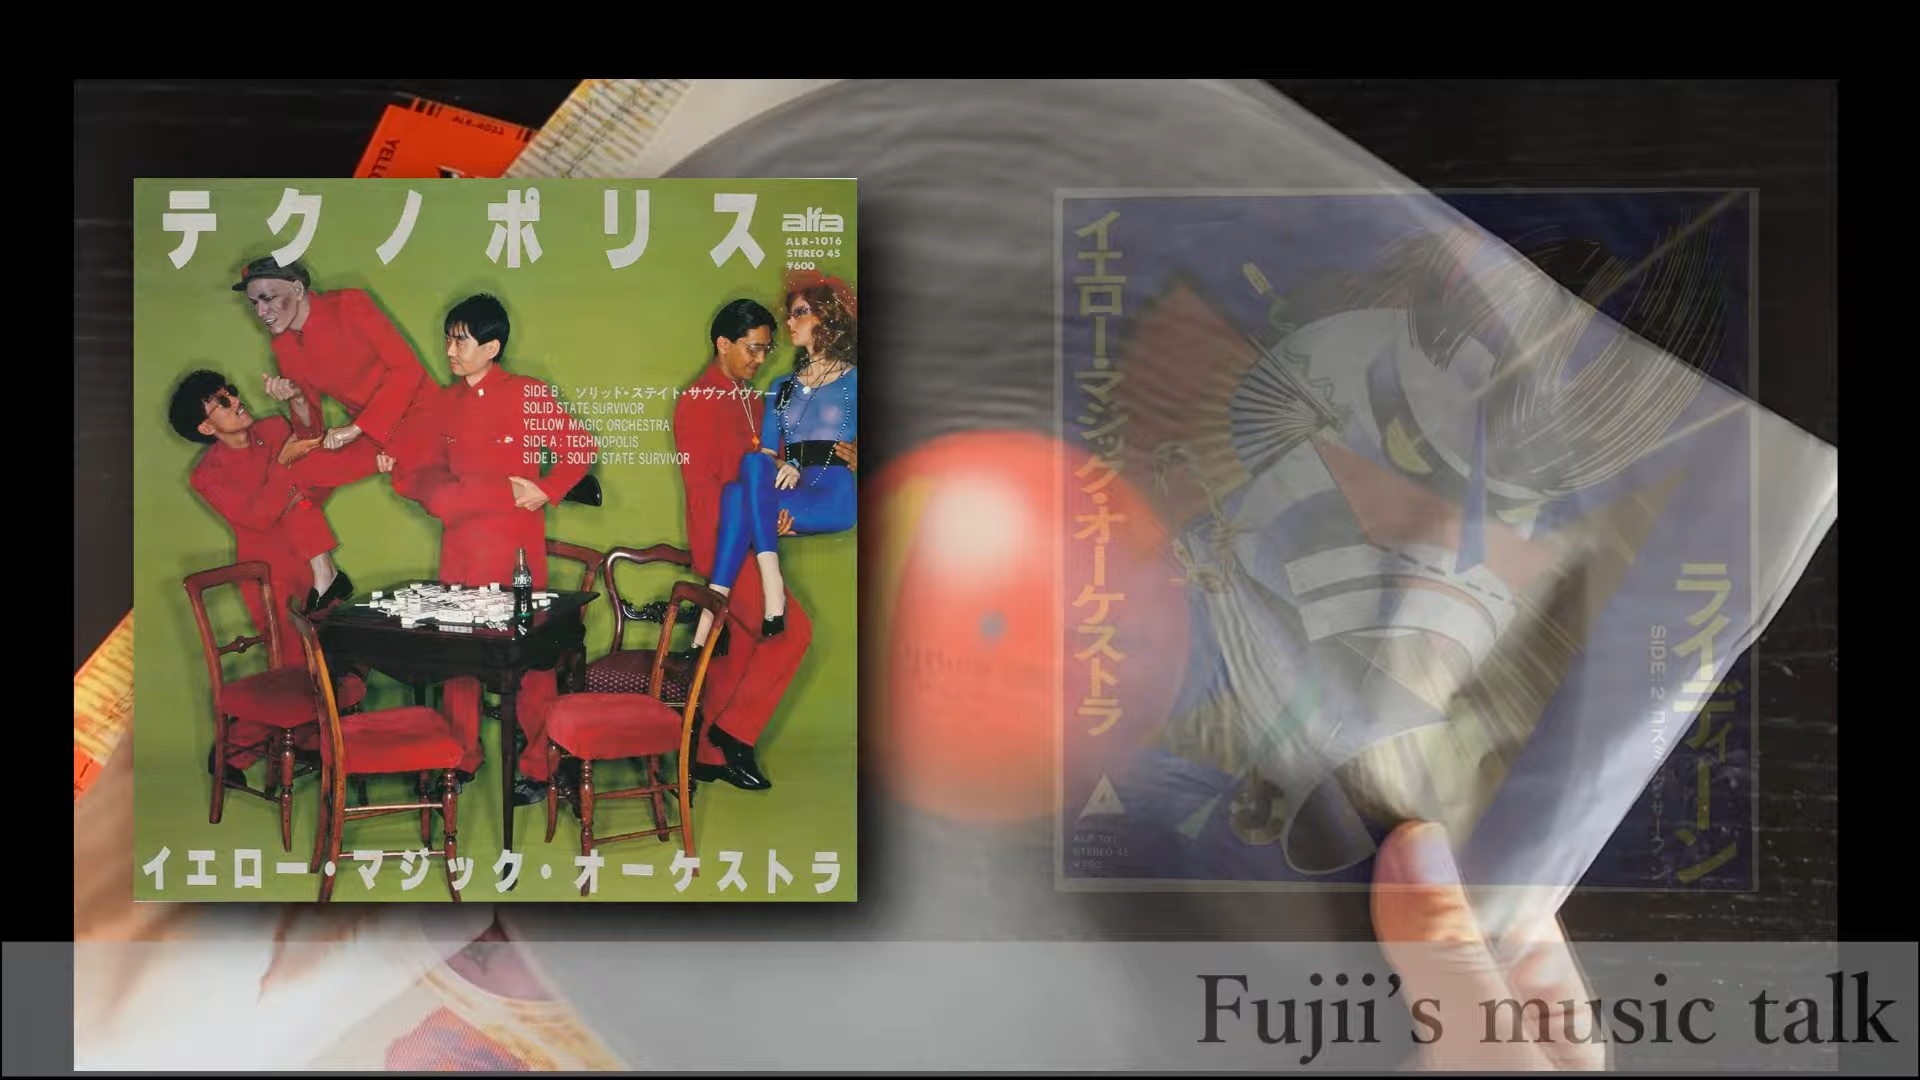 テクノポリス
alfa
ALR-1016
STEREO 45
¥600
SIDE B: ソリッド・ステイト・サヴァイヴァー
SOLID STATE SURVIVOR
YELLOW MAGIC ORCHESTRA
SIDE A: TECHNOPOLIS
SIDE B: SOLID STATE SURVIVOR
イエロー・マジック・オーケストラ
イエロー・マジック・オーケストラ
ライディーン
STEREO 45
Fujii's music talk